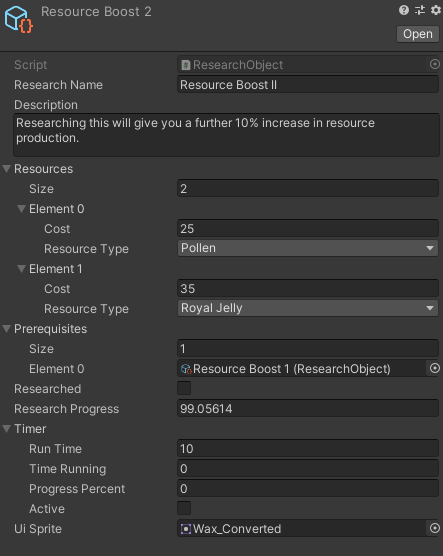 Resource Boost 2
Open
Script ResearchObject
Research Name Resource Boost II
Description
Researching this will give you a further 10% increase in resource
production.
Resources
Size 2
Element 0
Cost 25
Resource Type Pollen
Element 1
Cost 35
Resource Type Royal Jelly
Prerequisites
Size 1
Element 0 Resource Boost 1 (ResearchObject)
Researched
Research Progress 99.05614
Timer
Run Time 10
Time Running 0
Progress Percent 0
Active
Ui Sprite Wax_Converted